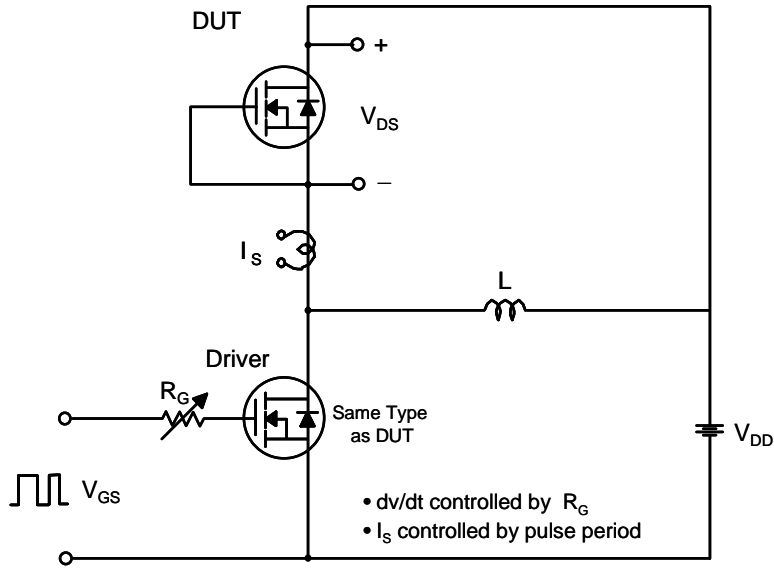 DUT
+
V_DS
–
I_S
L
Driver
R_G
Same Type
as DUT
V_DD
V_GS
• dv/dt controlled by R_G
• I_S controlled by pulse period